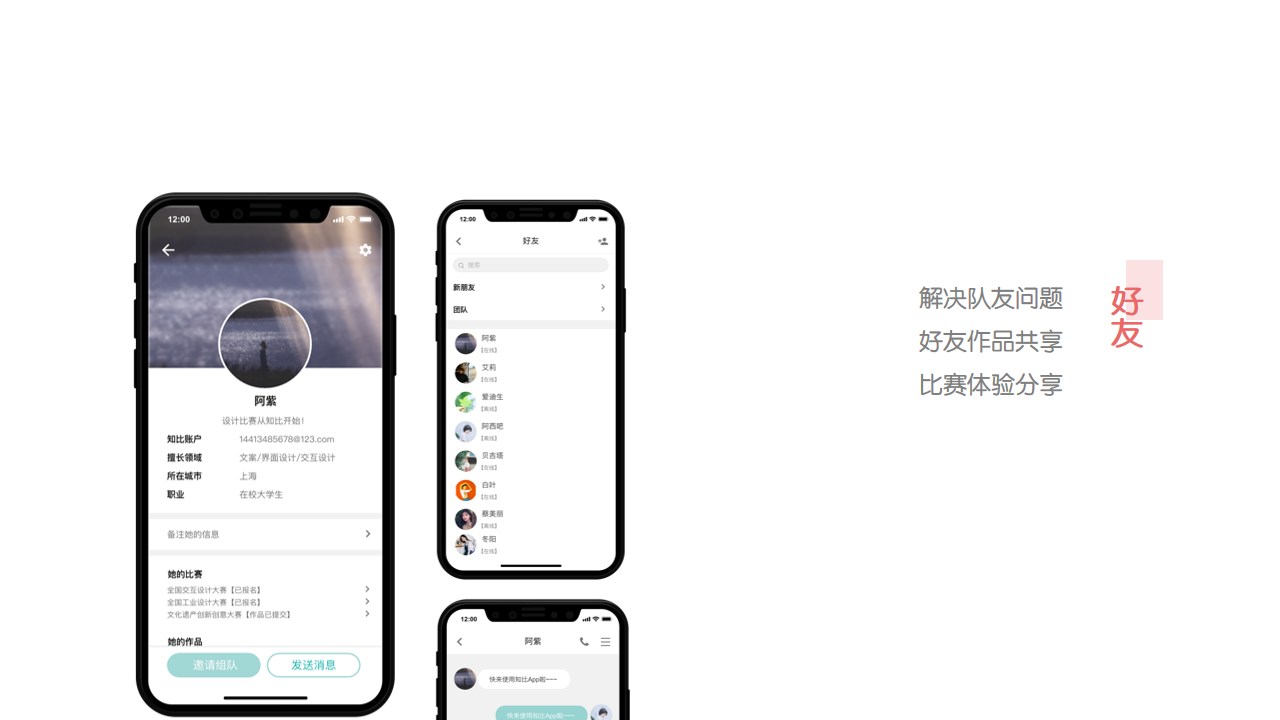 12:00
阿紫
设计比赛从知比开始！
知比账户 14413485678@123.com
擅长领域 文案/界面设计/交互设计
所在城市 上海
职业 在校大学生
备注她的信息
她的比赛
全国交互设计大赛【已报名】
全国工业设计大赛【已报名】
文化遗产创新创意大赛【作品已提交】
她的作品
邀请组队 发送消息
12:00
好友
搜索
新朋友
团队
阿紫
【在线】
艾莉
【在线】
爱迪生
【离线】
阿西吧
【离线】
贝吉塔
【在线】
白叶
【在线】
蔡美丽
【离线】
冬阳
【在线】
12:00
阿紫
快来使用知比App啦~~~
快来使用知比App啦~~~
解决队友问题
好友作品共享
比赛体验分享
好友